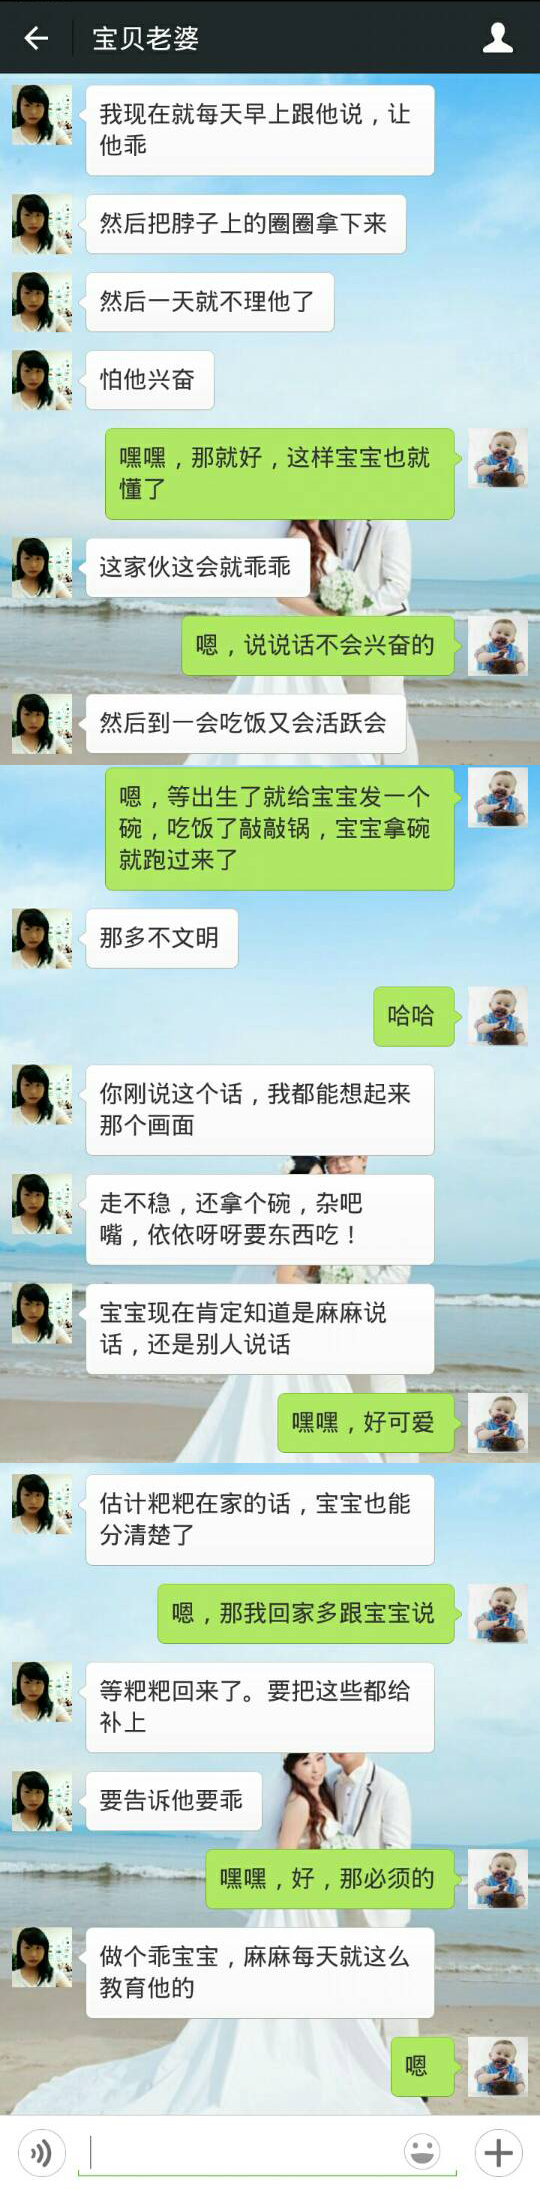 宝贝老婆
我现在就每天早上跟他说，让
他乖
然后把脖子上的圈圈拿下来
然后一天就不理他了
怕他兴奋
嘿嘿，那就好，这样宝宝也就
懂了
这家伙这会就乖乖
嗯，说说话不会兴奋的
然后到一会吃饭又会活跃会
嗯，等出生了就给宝宝发一个
碗，吃饭了敲敲锅，宝宝拿碗
就跑过来了
那多不文明
哈哈
你刚说这个话，我都能想起来
那个画面
走不稳，还拿个碗，杂吧
嘴，依依呀呀要东西吃！
宝宝现在肯定知道是麻麻说
话，还是别人说话
嘿嘿，好可爱
估计粑粑在家的话，宝宝也能
分清楚了
嗯，那我回家多跟宝宝说
等粑粑回来了。要把这些都给
补上
要告诉他要乖
嘿嘿，好，那必须的
做个乖宝宝，麻麻每天就这么
教育他的
嗯